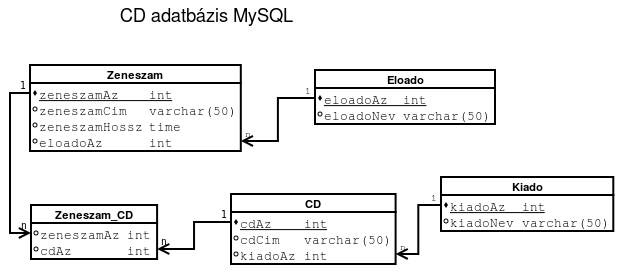 CD adatbázis MySQL
Zeneszam
zeneszamAz int
zeneszamCim varchar(50)
zeneszamHossz time
eloadoAz int
Eloado
eloadoAz int
eloadoNev varchar(50)
1
1
n
Zeneszam_CD
zeneszamAz int
cdAz int
n
n
CD
cdAz int
cdCim varchar(50)
kiadoAz int
1
n
Kiado
kiadoAz int
kiadoNev varchar(50)
1